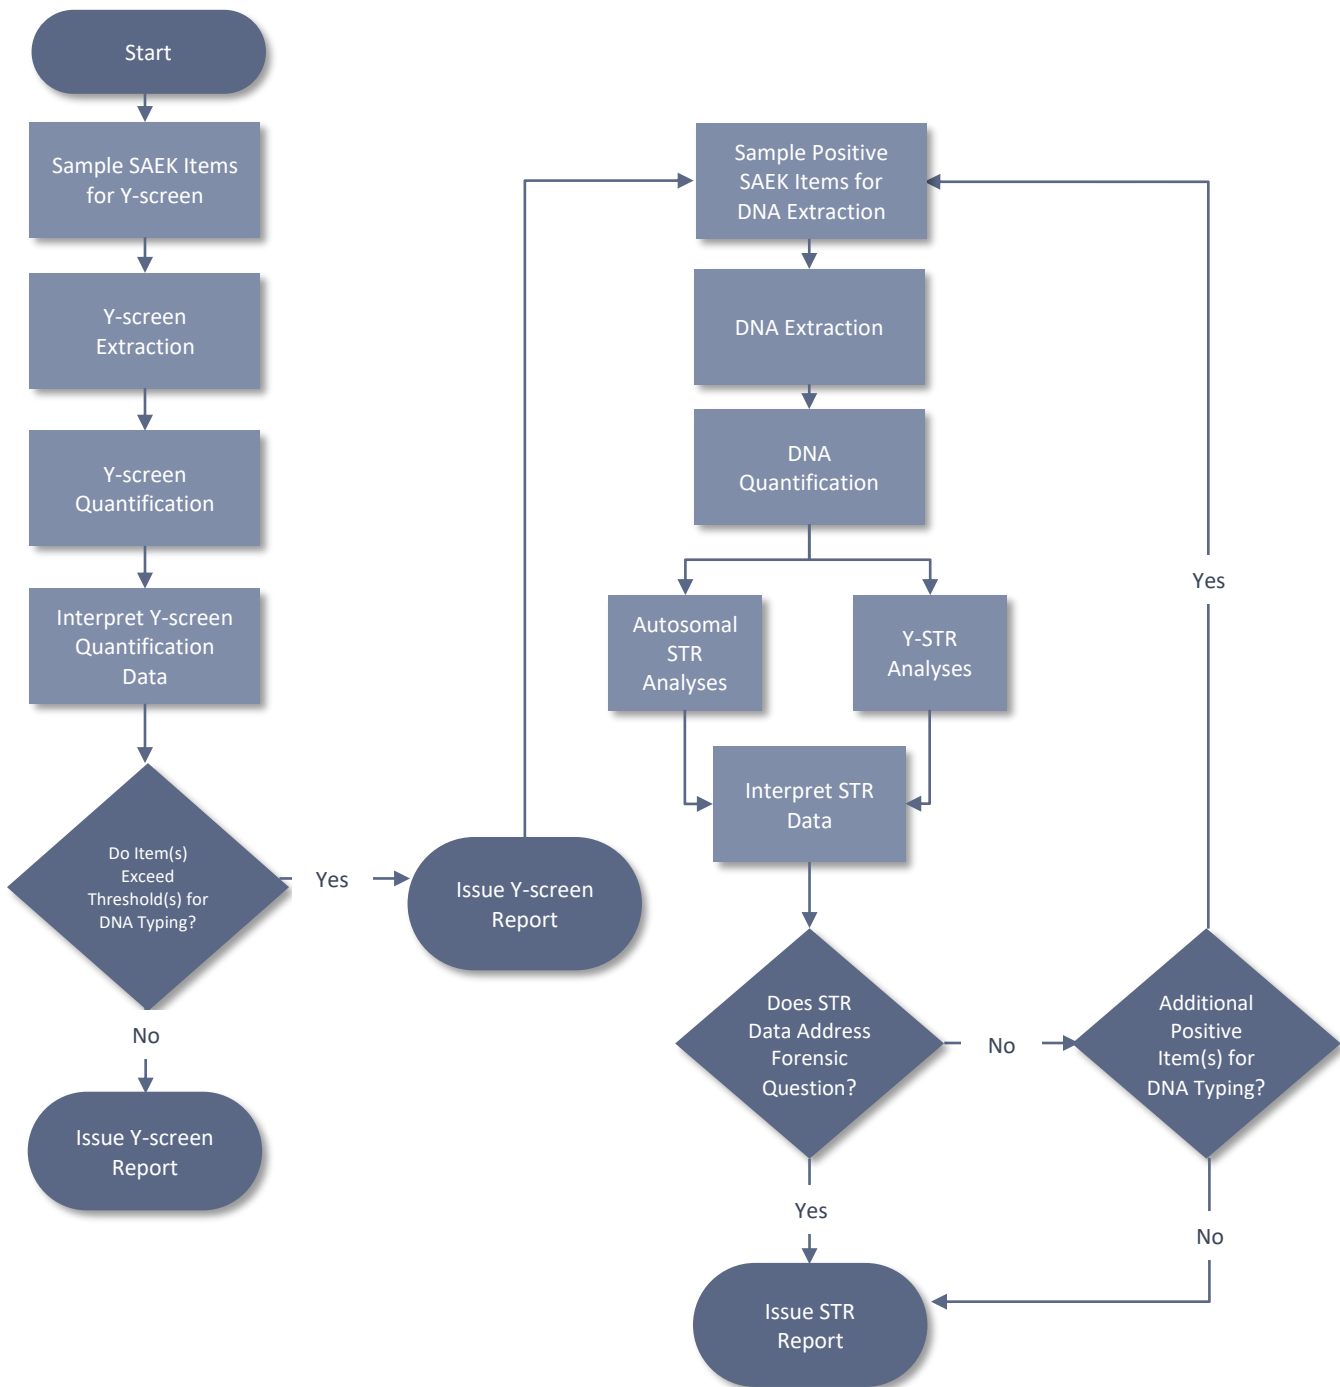 Start
Sample SAEK Items
for Y-screen
Y-screen
Extraction
Y-screen
Quantification
Interpret Y-screen
Quantification
Data
Do Item(s)
Exceed
Threshold(s) for
DNA Typing?
Yes
No
Issue Y-screen
Report
Issue Y-screen
Report
Sample Positive
SAEK Items for
DNA Extraction
DNA Extraction
DNA
Quantification
Autosomal
STR
Analyses
Y-STR
Analyses
Interpret STR
Data
Does STR
Data Address
Forensic
Question?
No
Yes
Additional
Positive
Item(s) for
DNA Typing?
Yes
No
Issue STR
Report